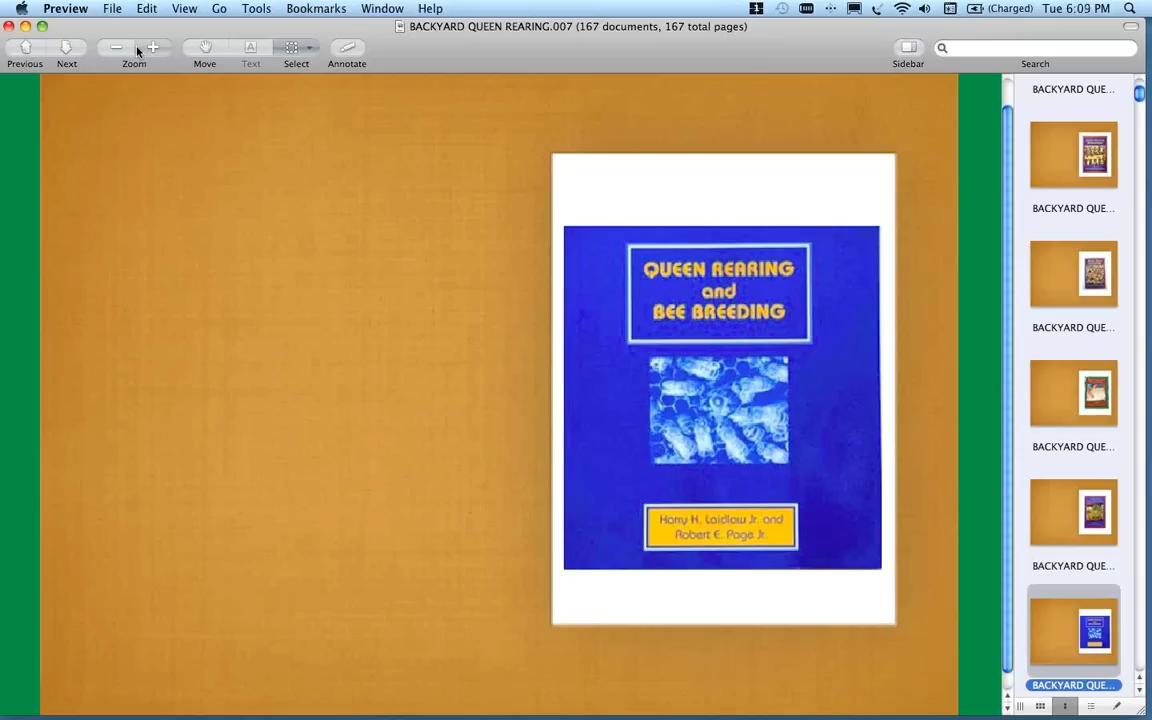 Preview File Edit View Go Tools Bookmarks Window Help
1
(Charged) Tue 6:09 PM
BACKYARD QUEEN REARING.007 (167 documents, 167 total pages)
Previous Next Zoom Move Text Select Annotate Sidebar Search
QUEEN REARING
and
BEE BREEDING
Harry H. Laidlaw Jr. and
Robert E. Page Jr.
BACKYARD QUE...
BACKYARD QUE...
BACKYARD QUE...
BACKYARD QUE...
BACKYARD QUE...
BACKYARD QUE...